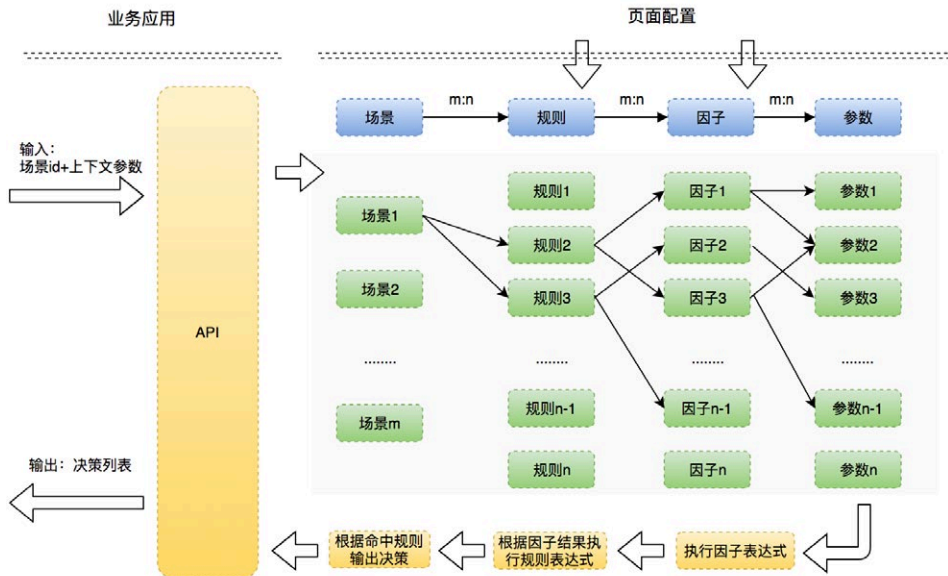 业务应用
页面配置
m:n
m:n
m:n
场景
规则
因子
参数
输入：
场景id+上下文参数
API
规则1
因子1
参数1
场景1
规则2
因子2
参数2
场景2
规则3
因子3
参数3
........
........
........
........
场景m
规则n-1
因子n-1
参数n-1
规则n
因子n
参数n
输出：决策列表
根据命中规则
输出决策
根据因子结果执
行规则表达式
执行因子表达式